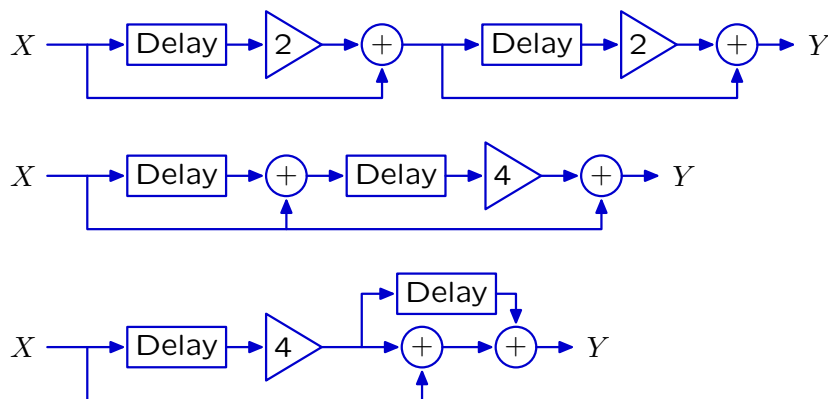 X Delay 2 + Delay 2 + Y
X Delay + Delay 4 + Y
Delay
X Delay 4 + + Y